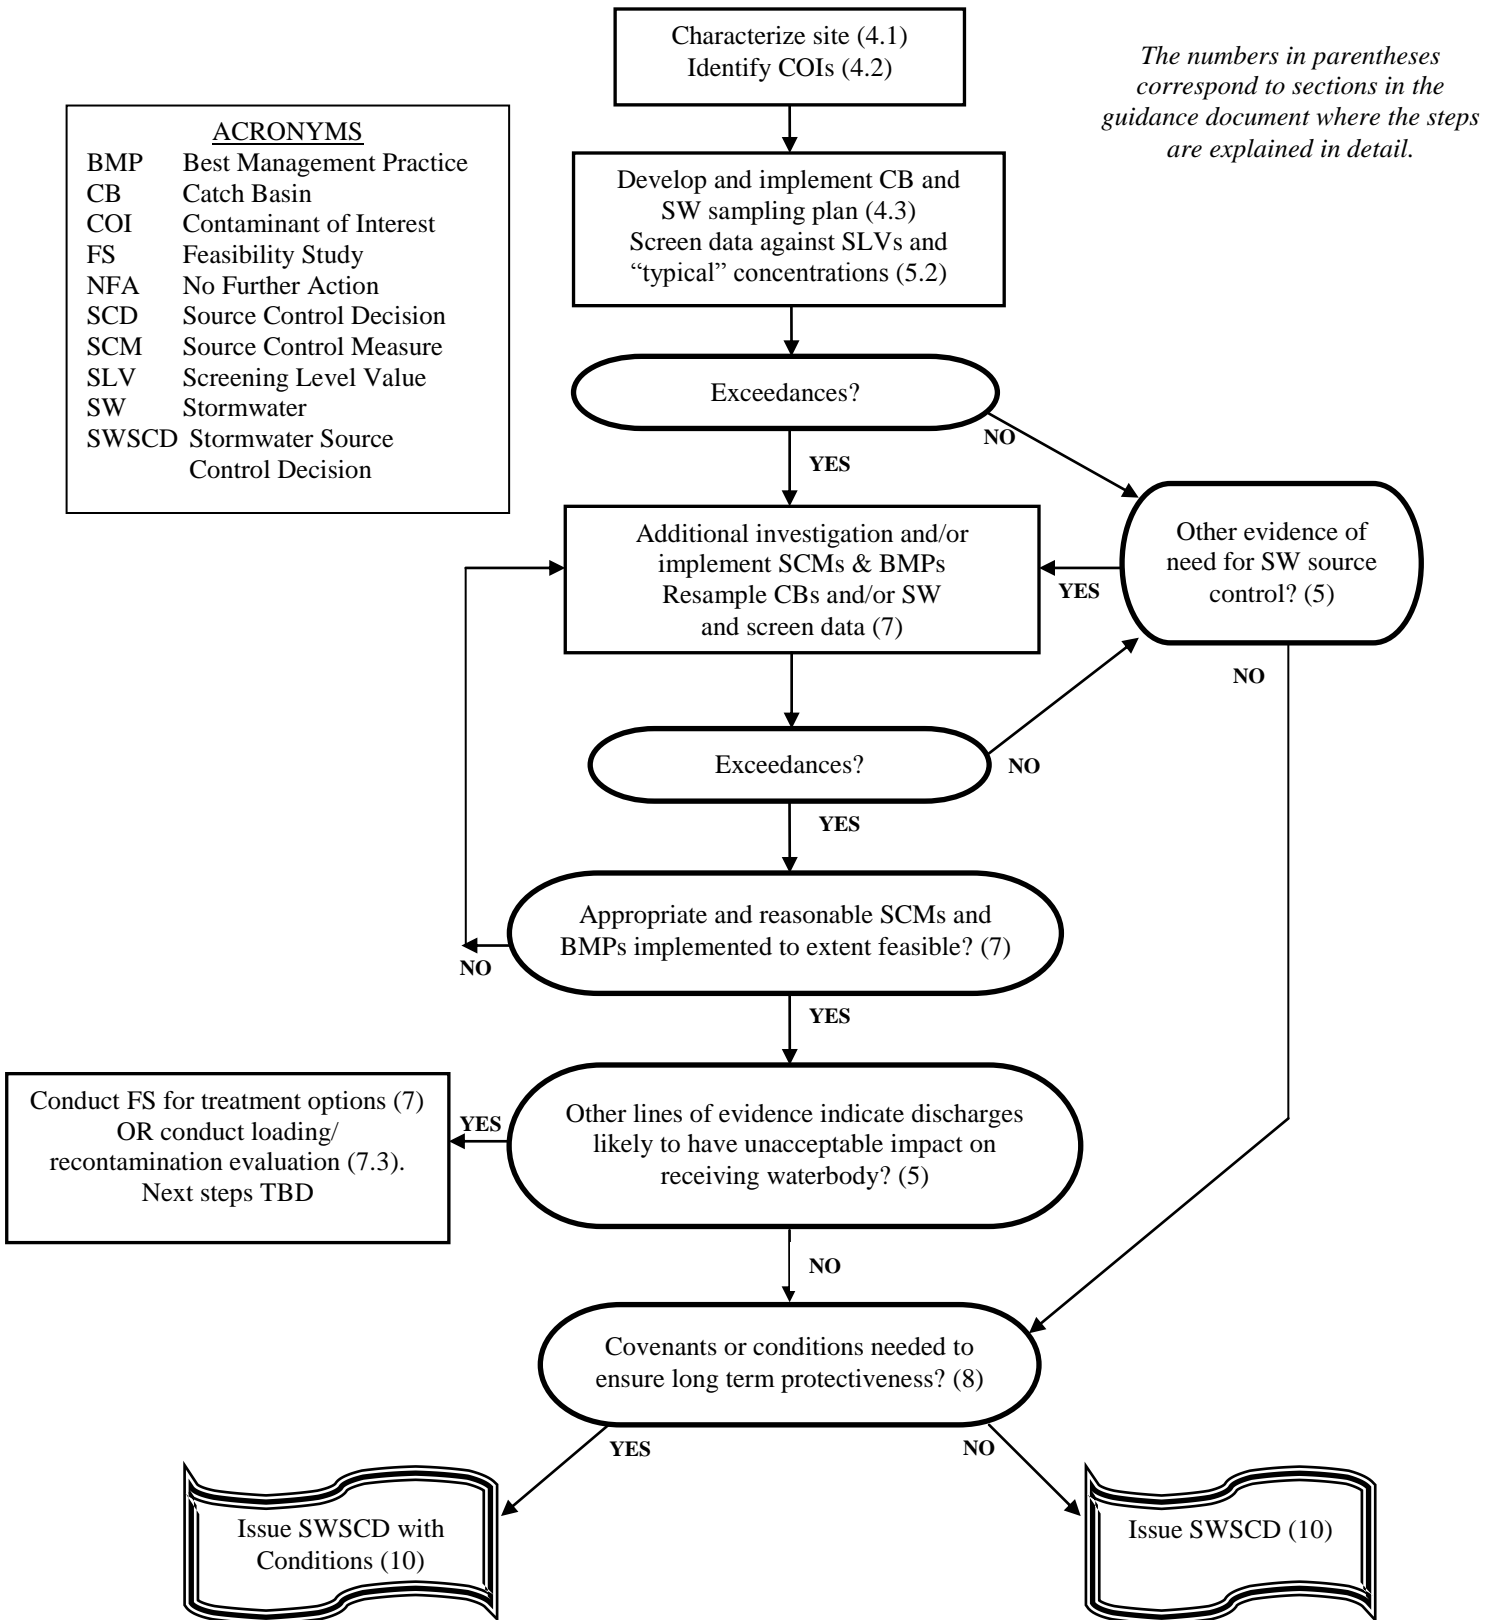 Characterize site (4.1)
Identify COIs (4.2)
The numbers in parentheses
correspond to sections in the
guidance document where the steps
are explained in detail.
ACRONYMS
BMP Best Management Practice
CB Catch Basin
COI Contaminant of Interest
FS Feasibility Study
NFA No Further Action
SCD Source Control Decision
SCM Source Control Measure
SLV Screening Level Value
SW Stormwater
SWSCD Stormwater Source
Control Decision
Develop and implement CB and
SW sampling plan (4.3)
Screen data against SLVs and
“typical” concentrations (5.2)
Exceedances?
NO
YES
Additional investigation and/or
implement SCMs & BMPs
Resample CBs and/or SW
and screen data (7)
Other evidence of
need for SW source
control? (5)
YES
NO
Exceedances?
NO
YES
Appropriate and reasonable SCMs and
BMPs implemented to extent feasible? (7)
NO
YES
Other lines of evidence indicate discharges
likely to have unacceptable impact on
receiving waterbody? (5)
YES
Conduct FS for treatment options (7)
OR conduct loading/
recontamination evaluation (7.3).
Next steps TBD
NO
Covenants or conditions needed to
ensure long term protectiveness? (8)
YES
NO
Issue SWSCD with
Conditions (10)
Issue SWSCD (10)